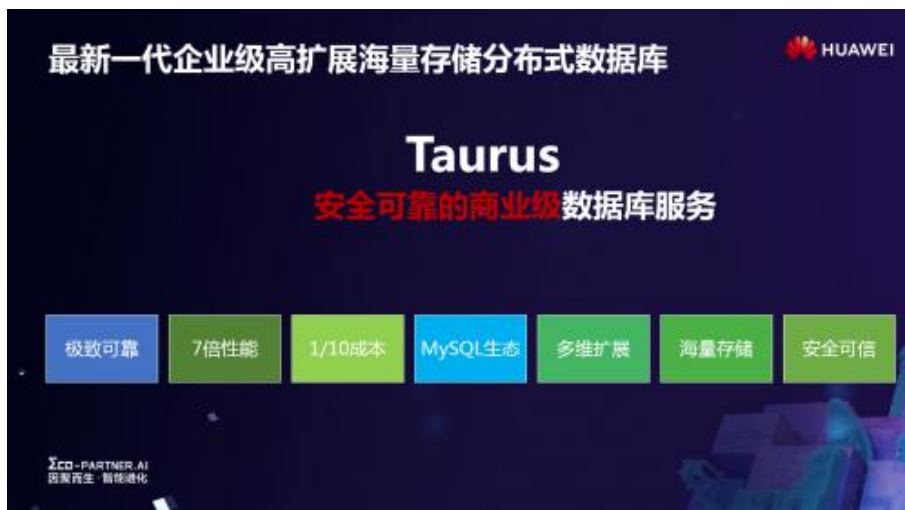 最新一代企业级高扩展海量存储分布式数据库
HUAWEI
Taurus
安全可靠的商业级数据库服务
极致可靠
7倍性能
1/10成本
MySQL生态
多维扩展
海量存储
安全可信
Σco-PARTNER.AI
因聚而生 智能进化